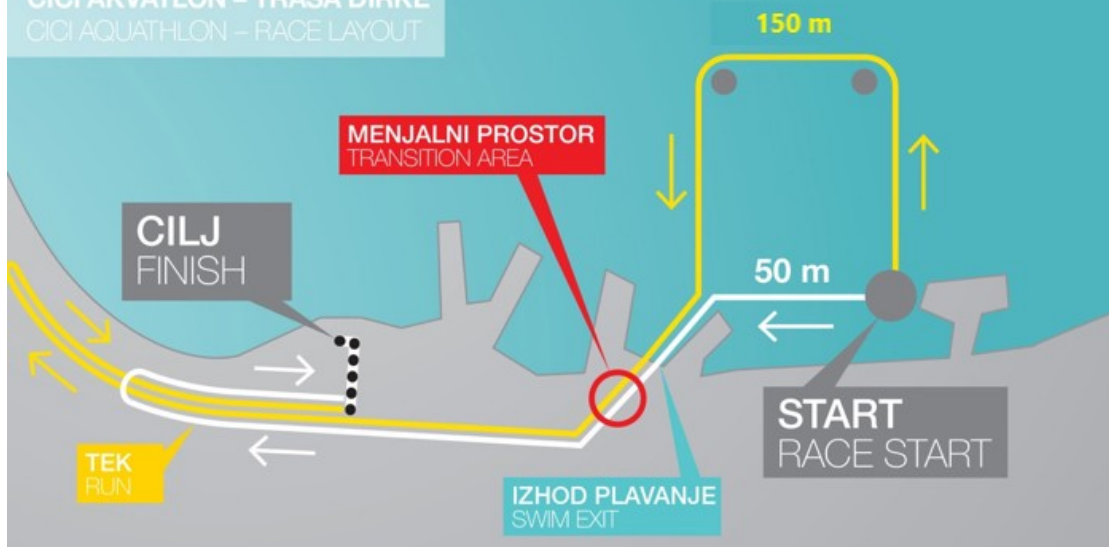 CICI AKVATLON – TRASA DIRKE
CICI AQUATHLON – RACE LAYOUT
150 m
MENJALNI PROSTOR
TRANSITION AREA
CILJ
FINISH
50 m
START
RACE START
TEK
RUN
IZHOD PLAVANJE
SWIM EXIT